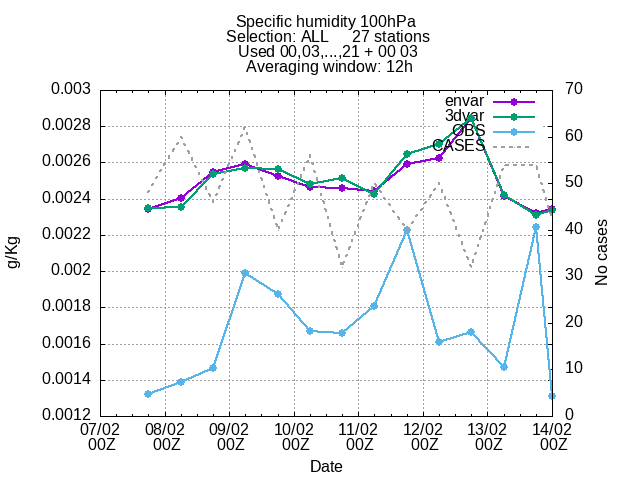 Specific humidity 100hPa
Selection: ALL 27 stations
Used 00,03,...,21 + 00 03
Averaging window: 12h
envar
3dvar
OBS
CASES
0.003
0.0028
0.0026
0.0024
0.0022
0.002
0.0018
0.0016
0.0014
0.0012
g/Kg
70
60
50
40
30
20
10
0
No cases
07/02 08/02 09/02 10/02 11/02 12/02 13/02 14/02
00Z 00Z 00Z 00Z 00Z 00Z 00Z 00Z
Date